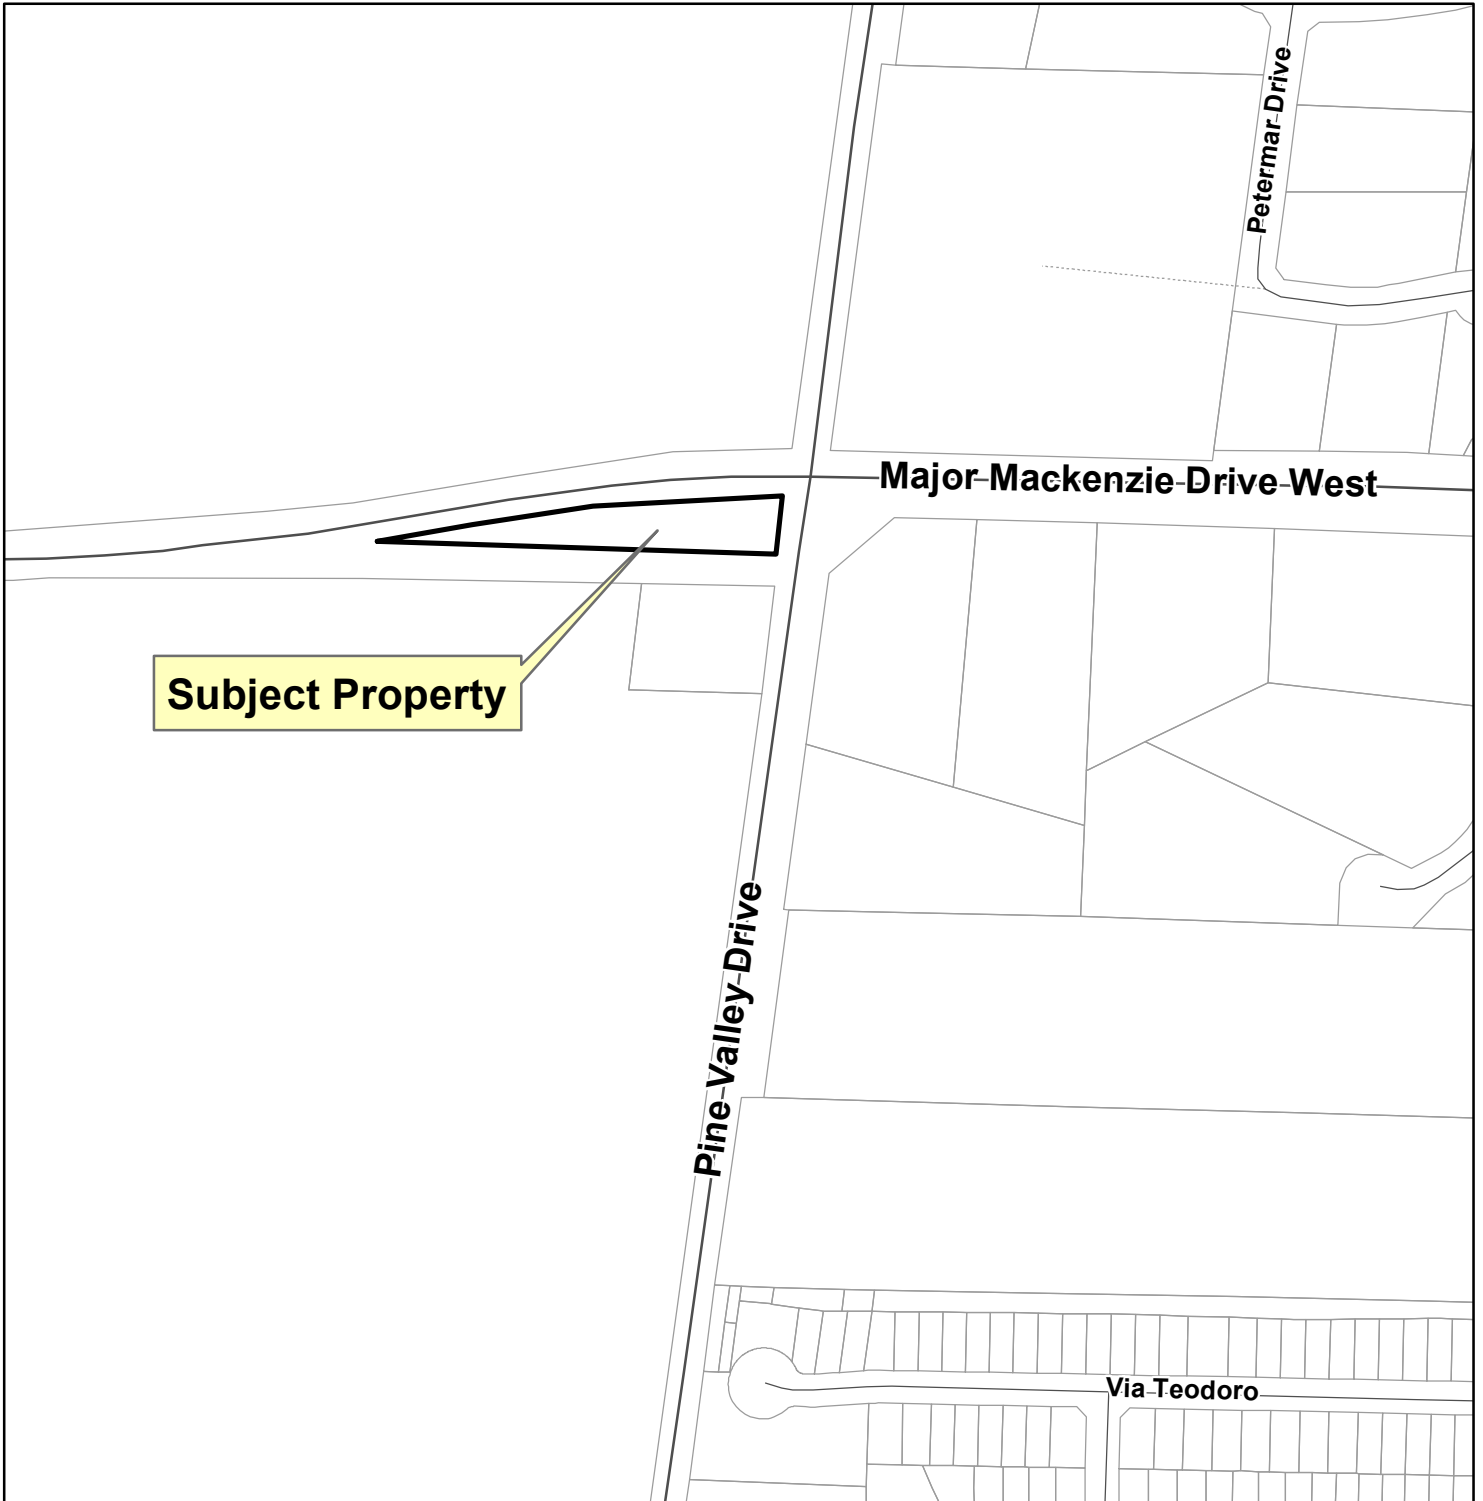 Petermar Drive
Major Mackenzie Drive West
Subject Property
Pine Valley Drive
Via Teodoro